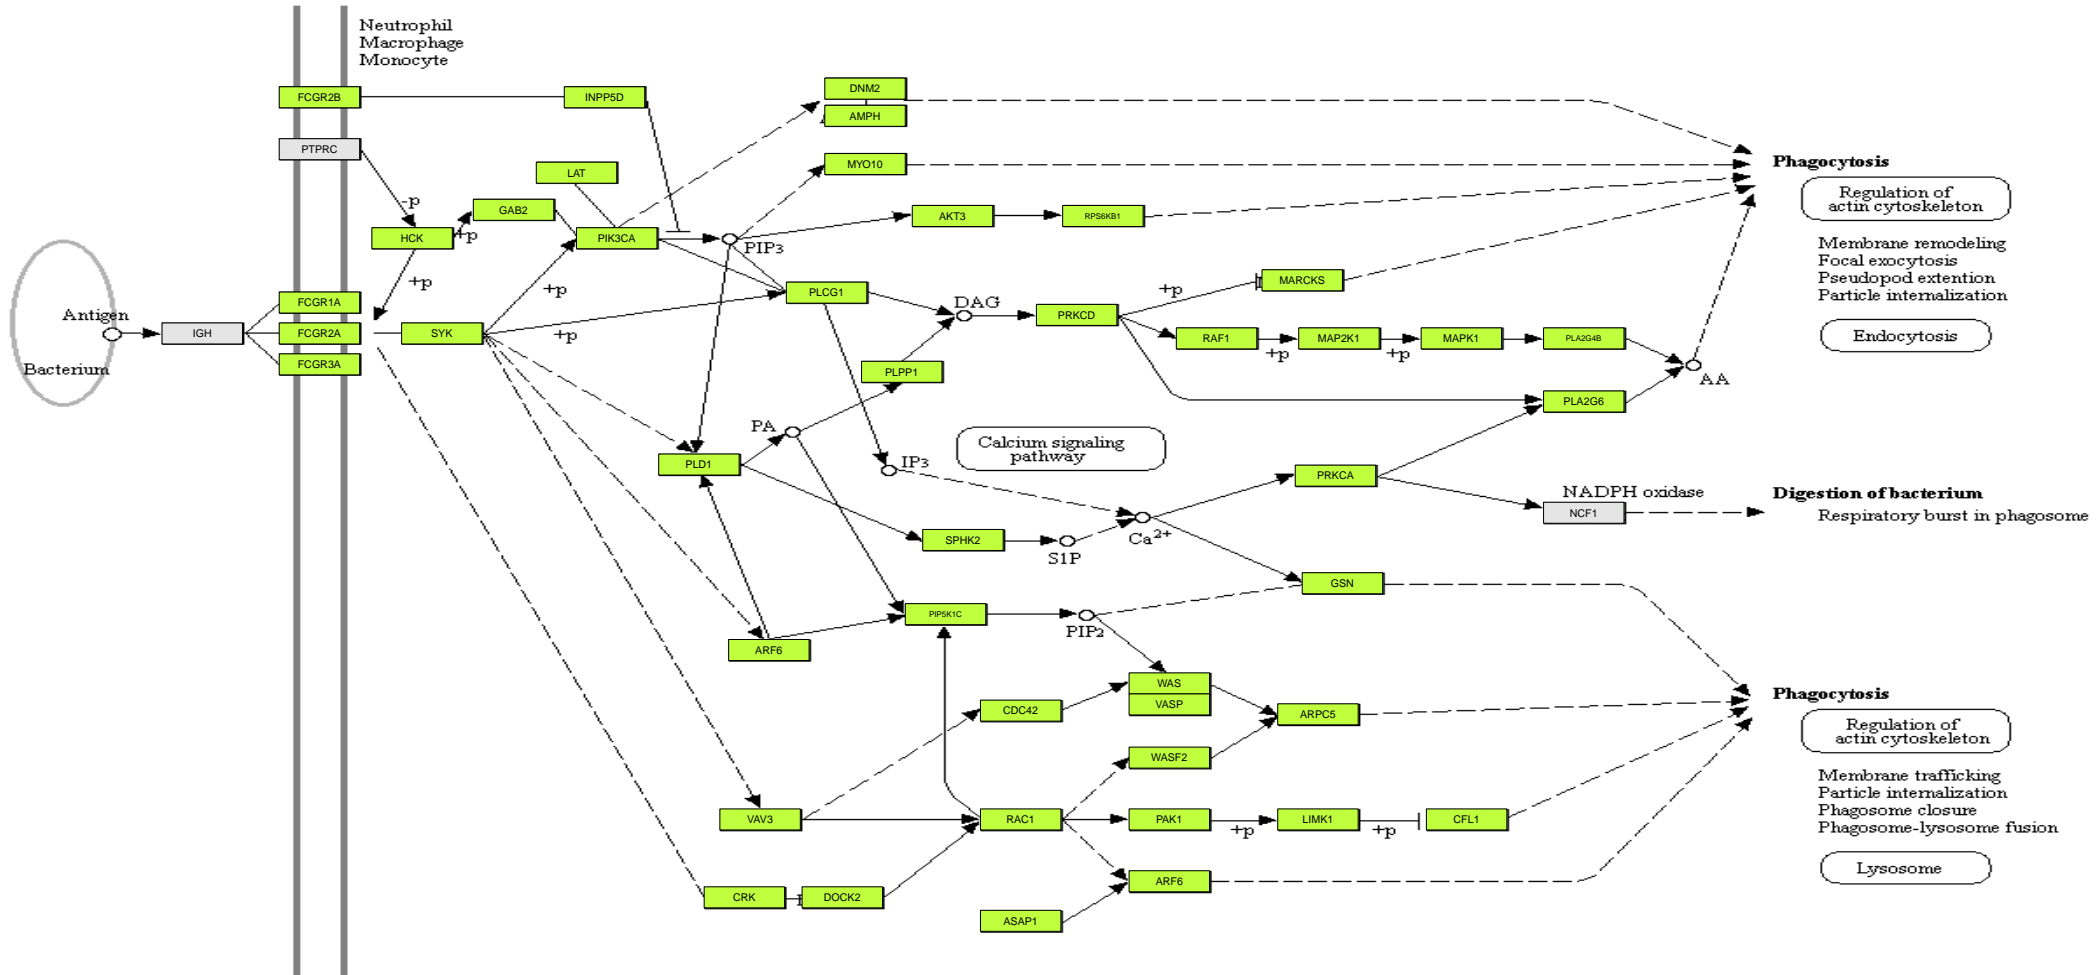 Neutrophil
Macrophage
Monocyte
FCGR2B
INPP5D
DNM2
AMPH
PTPRC
MYO10
Phagocytosis
LAT
-p
GAB2
Regulation of
actin cytoskeleton
AKT3
RPS6KB1
HCK
+p
PIK3CA
PIP3
Membrane remodeling
Focal exocytosis
Pseudopod extention
Particle internalization
+p
+p
PLCG1
+p
MARCKS
FCGR1A
DAG
PRKCD
Antigen
IGH
FCGR2A
SYK
+p
RAF1
+p
MAP2K1
+p
MAPK1
PLA2G4B
Endocytosis
FCGR3A
Bacterium
PLPP1
AA
PLA2G6
PA
Calcium signaling
pathway
PLD1
IP3
PRKCA
NADPH oxidase
NCF1
Digestion of bacterium
Respiratory burst in phagosome
SPHK2
S1P
Ca2+
GSN
PIP5K1C
PIP2
ARF6
WAS
VASP
CDC42
ARPC5
Phagocytosis
Regulation of
actin cytoskeleton
WASF2
Membrane trafficking
Particle internalization
Phagosome closure
Phagosome-lysosome fusion
VAV3
RAC1
PAK1
+p
LIMK1
+p
CFL1
Lysosome
CRK
DOCK2
ARF6
ASAP1